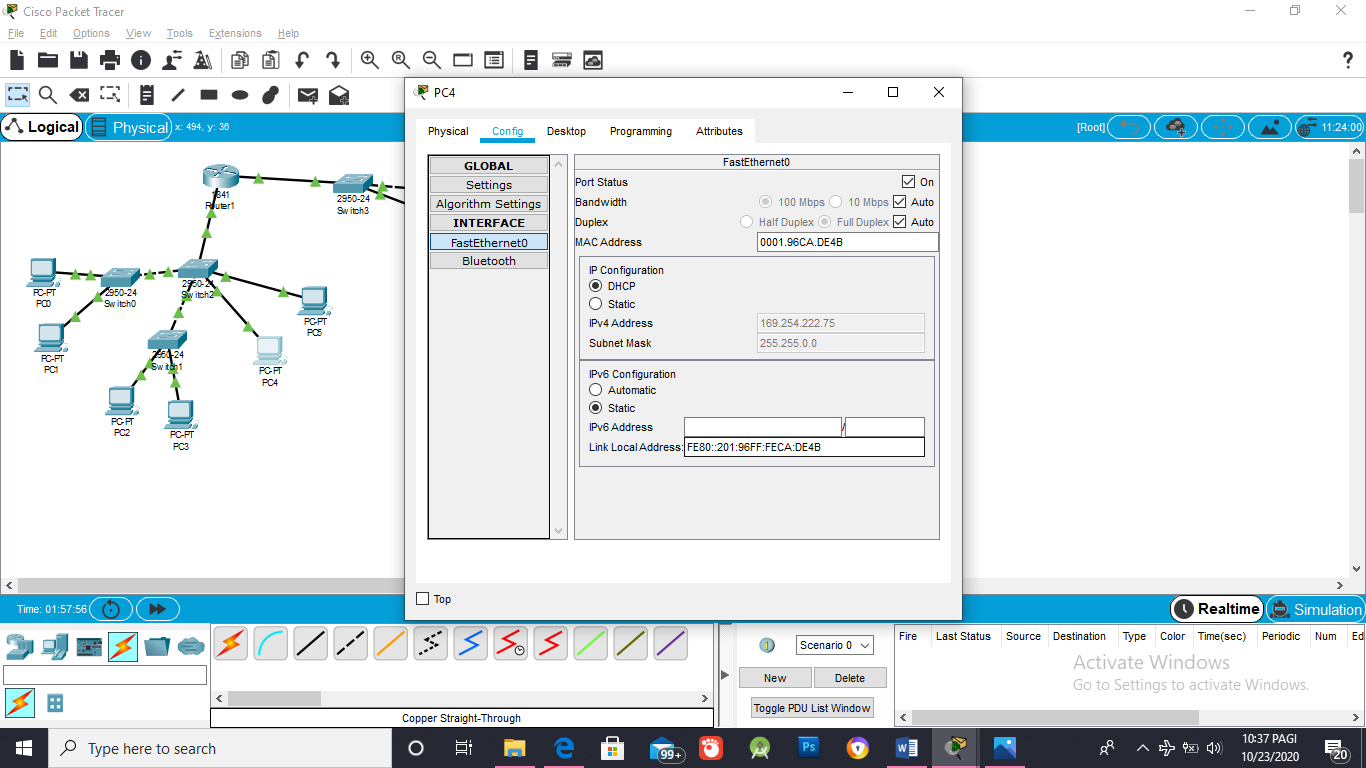 Cisco Packet Tracer
File Edit Options View Tools Extensions Help
?
PC4
Logical
Physical
x: 494, y: 36
[Root]
11:24:00
Physical Config Desktop Programming Attributes
GLOBAL
Settings
Algorithm Settings
INTERFACE
FastEthernet0
Bluetooth
FastEthernet0
Port Status
On
Bandwidth
100 Mbps
10 Mbps
Auto
Duplex
Half Duplex
Full Duplex
Auto
MAC Address
0001.96CA.DE4B
IP Configuration
DHCP
Static
IPv4 Address
169.254.222.75
Subnet Mask
255.255.0.0
IPv6 Configuration
Automatic
Static
IPv6 Address
/
Link Local Address:
FE80::201:96FF:FECA:DE4B
Top
1841
Router1
2950-24
Switch3
2950-24
Switch2
2950-24
Switch0
2950-24
Switch1
PC-PT
PC0
PC-PT
PC1
PC-PT
PC2
PC-PT
PC3
PC-PT
PC4
PC-PT
PC5
Time: 01:57:56
Realtime
Simulation
Copper Straight-Through
Scenario 0
New
Delete
Toggle PDU List Window
Fire Last Status Source Destination Type Color Time(sec) Periodic Num Ed
Activate Windows
Go to Settings to activate Windows.
Type here to search
99+
Ps
10:37 PAGI
10/23/2020
20